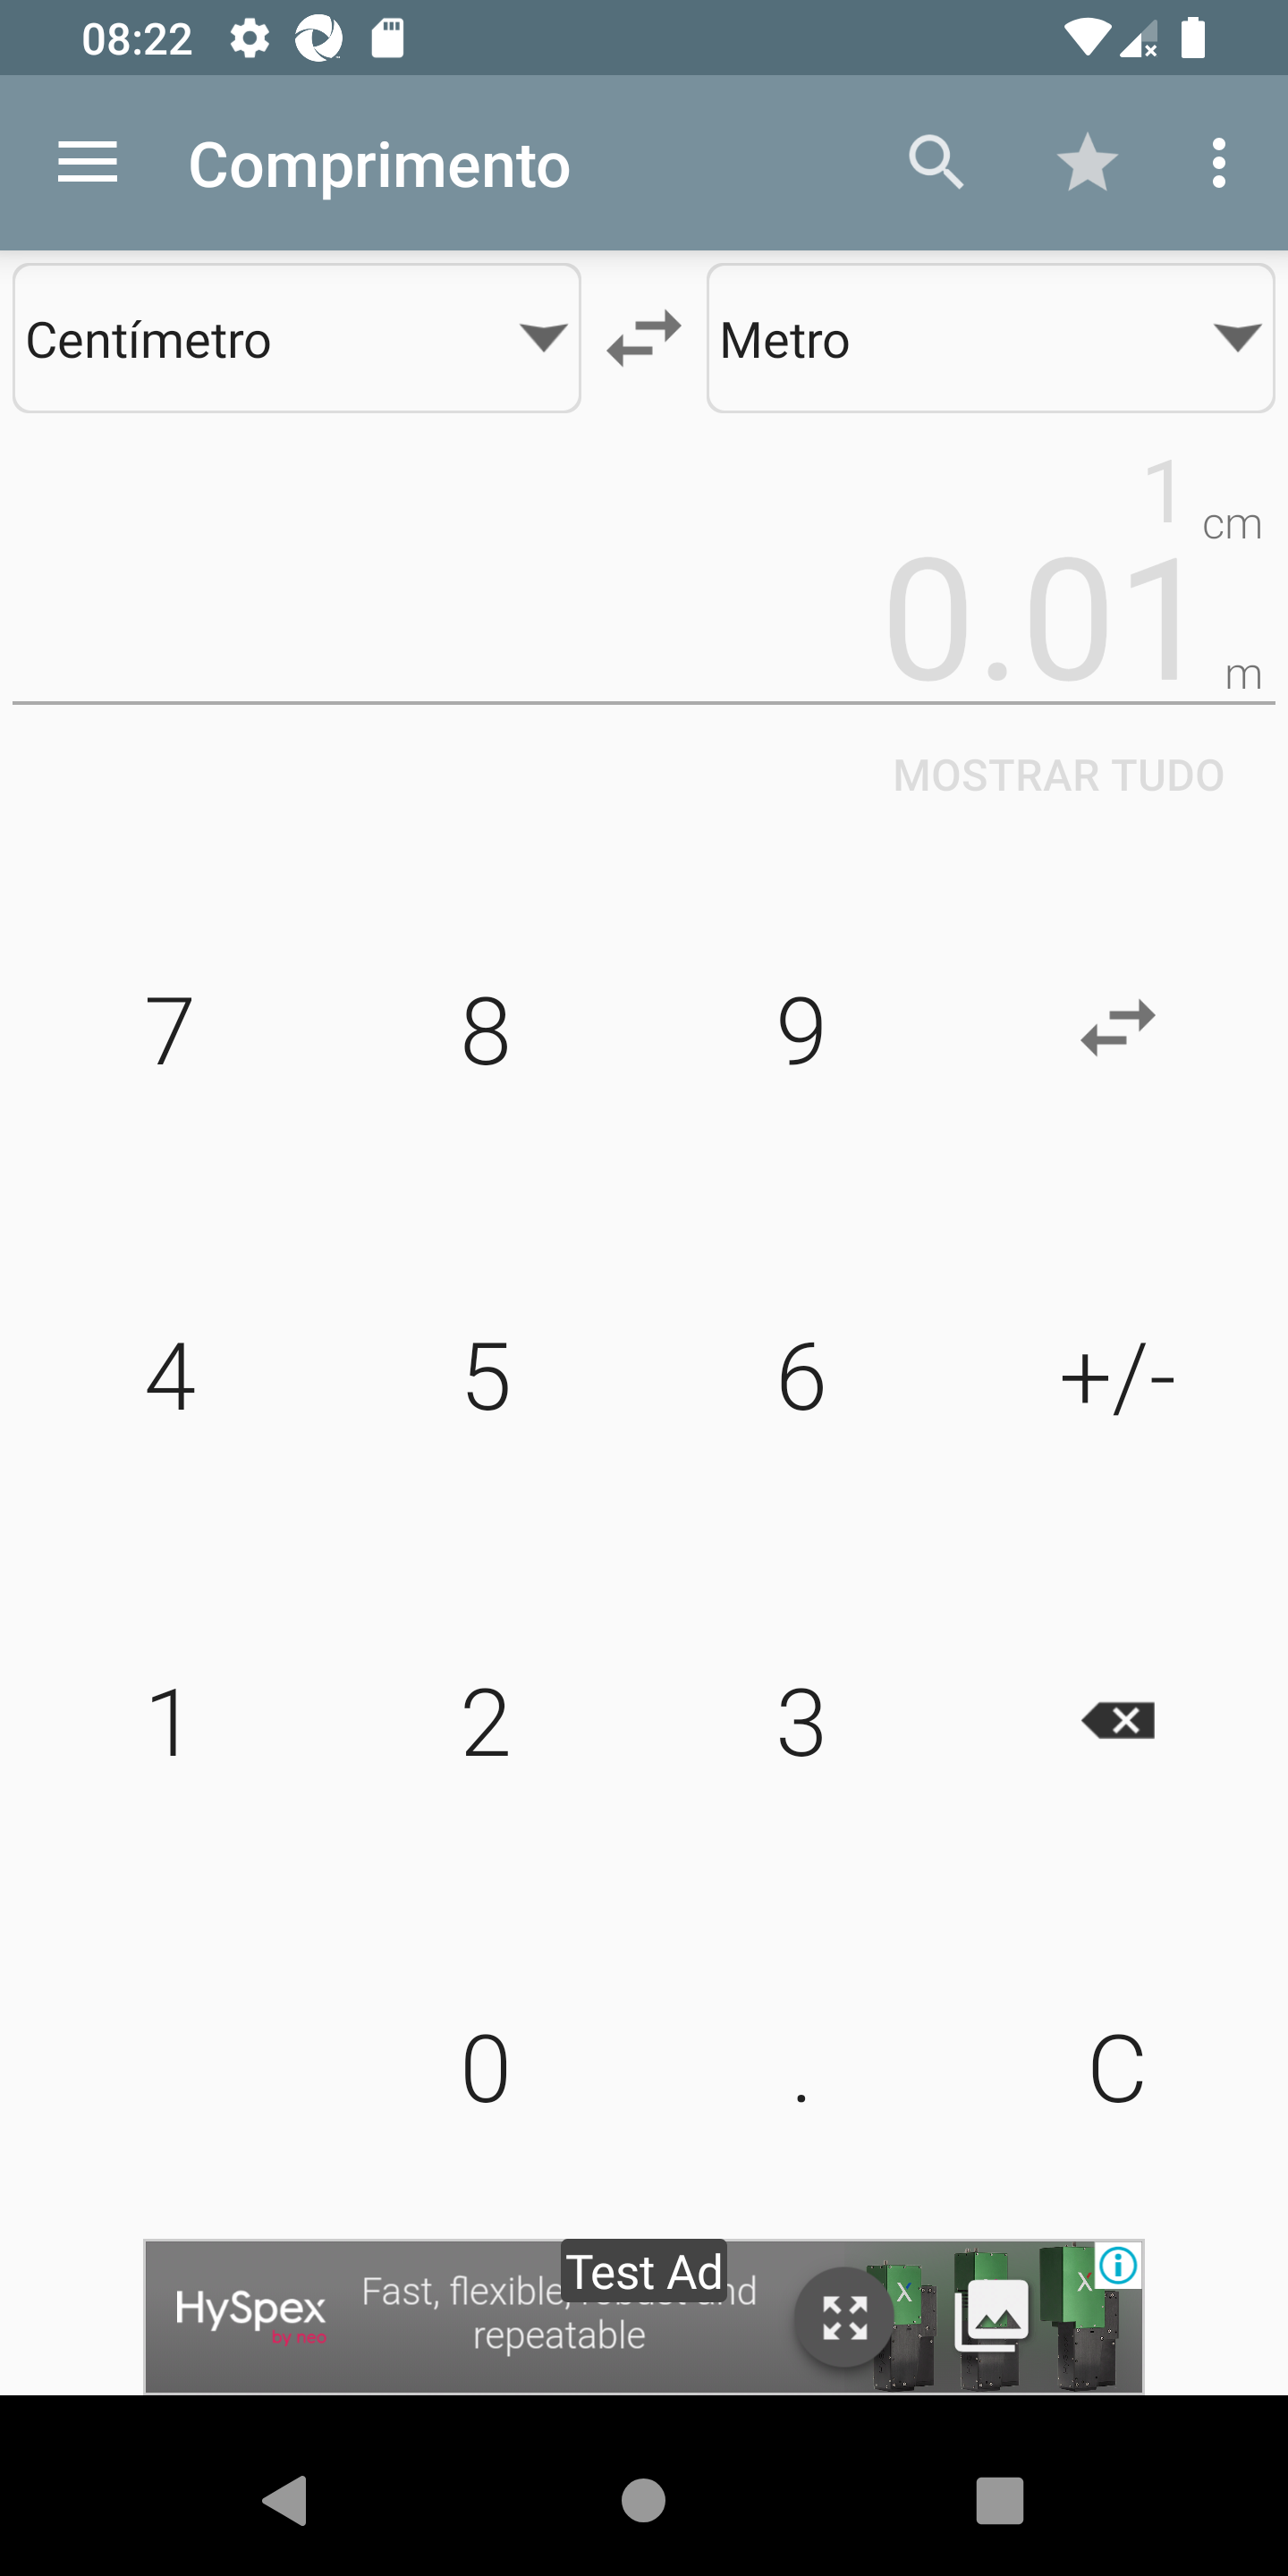 08:22
Comprimento
Centímetro
Metro
1 cm
0.01 m
MOSTRAR TUDO
7 8 9
4 5 6 +/-
1 2 3
0 . C
Test Ad
HySpex
by neo
Fast, flexible, robust and
repeatable